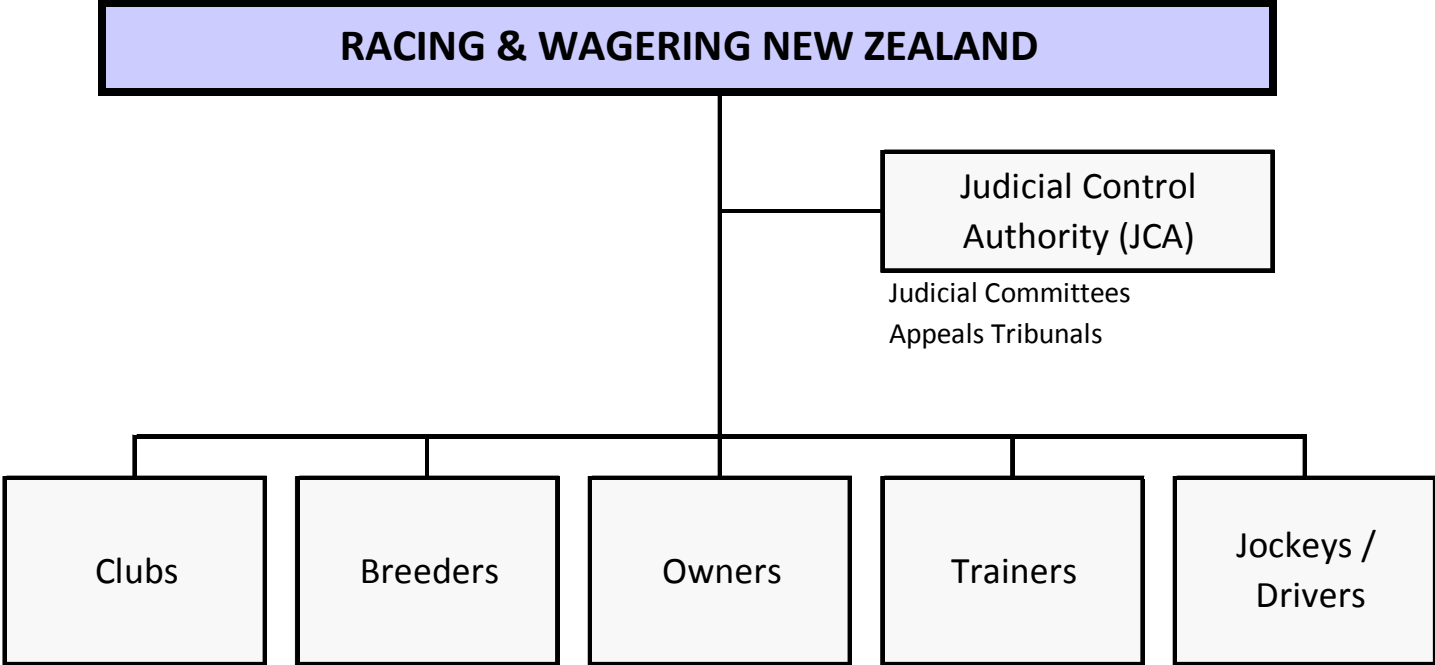 RACING & WAGERING NEW ZEALAND
Judicial Control
Authority (JCA)
Judicial Committees
Appeals Tribunals
Clubs
Breeders
Owners
Trainers
Jockeys /
Drivers